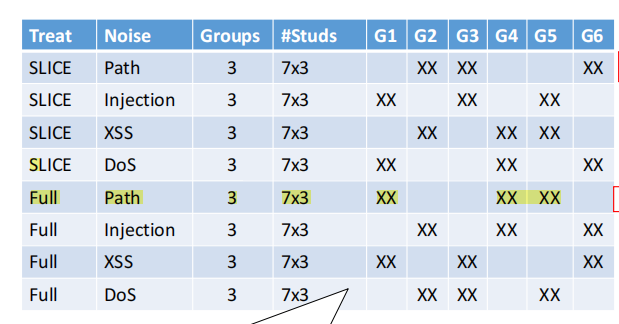 Treat Noise Groups #Studs G1 G2 G3 G4 G5 G6
SLICE Path 3 7x3 XX XX XX
SLICE Injection 3 7x3 XX XX XX
SLICE XSS 3 7x3 XX XX XX
SLICE DoS 3 7x3 XX XX XX
Full Path 3 7x3 XX XX XX
Full Injection 3 7x3 XX XX XX
Full XSS 3 7x3 XX XX XX
Full DoS 3 7x3 XX XX XX